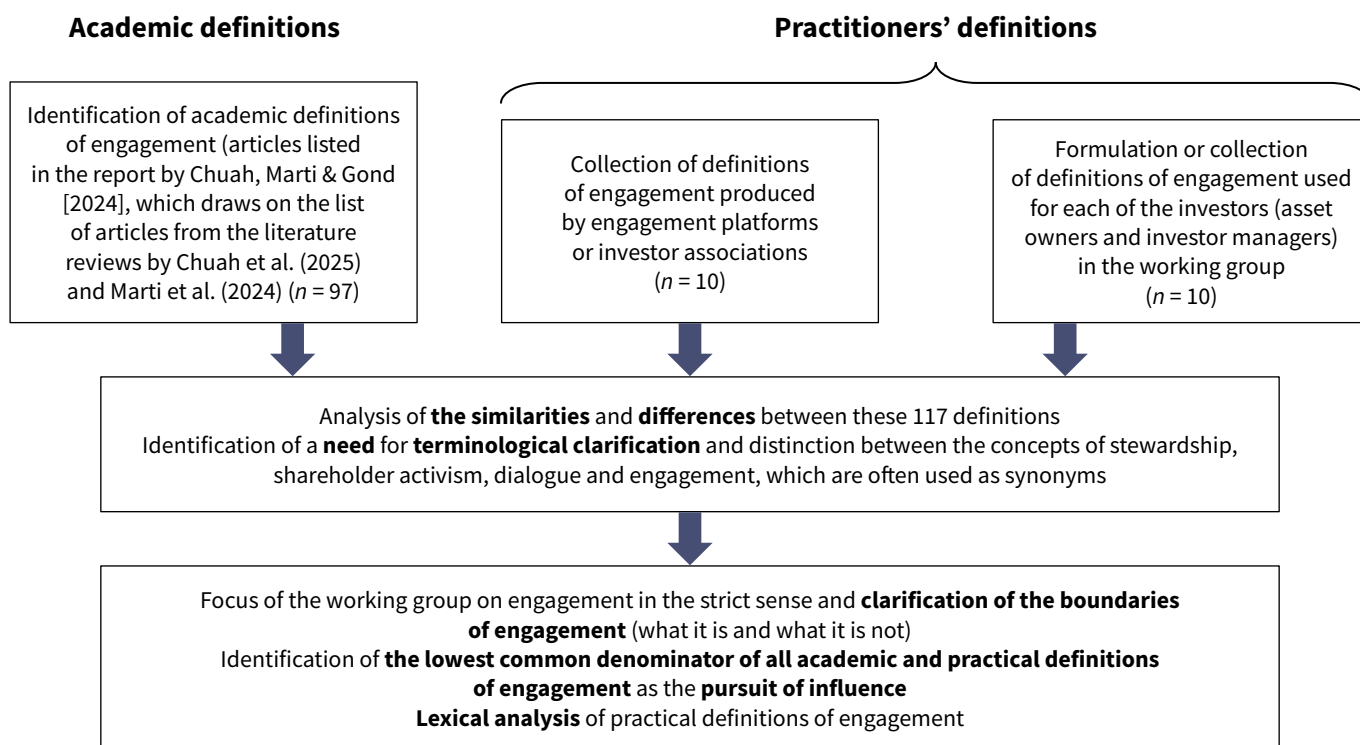 Academic definitions
Practitioners’ definitions
Identification of academic definitions
of engagement (articles listed
in the report by Chuah, Marti & Gond
[2024], which draws on the list
of articles from the literature
reviews by Chuah et al. (2025)
and Marti et al. (2024) (n = 97)
Collection of definitions
of engagement produced
by engagement platforms
or investor associations
(n = 10)
Formulation or collection
of definitions of engagement used
for each of the investors (asset
owners and investor managers)
in the working group
(n = 10)
Analysis of the similarities and differences between these 117 definitions
Identification of a need for terminological clarification and distinction between the concepts of stewardship,
shareholder activism, dialogue and engagement, which are often used as synonyms
Focus of the working group on engagement in the strict sense and clarification of the boundaries
of engagement (what it is and what it is not)
Identification of the lowest common denominator of all academic and practical definitions
of engagement as the pursuit of influence
Lexical analysis of practical definitions of engagement